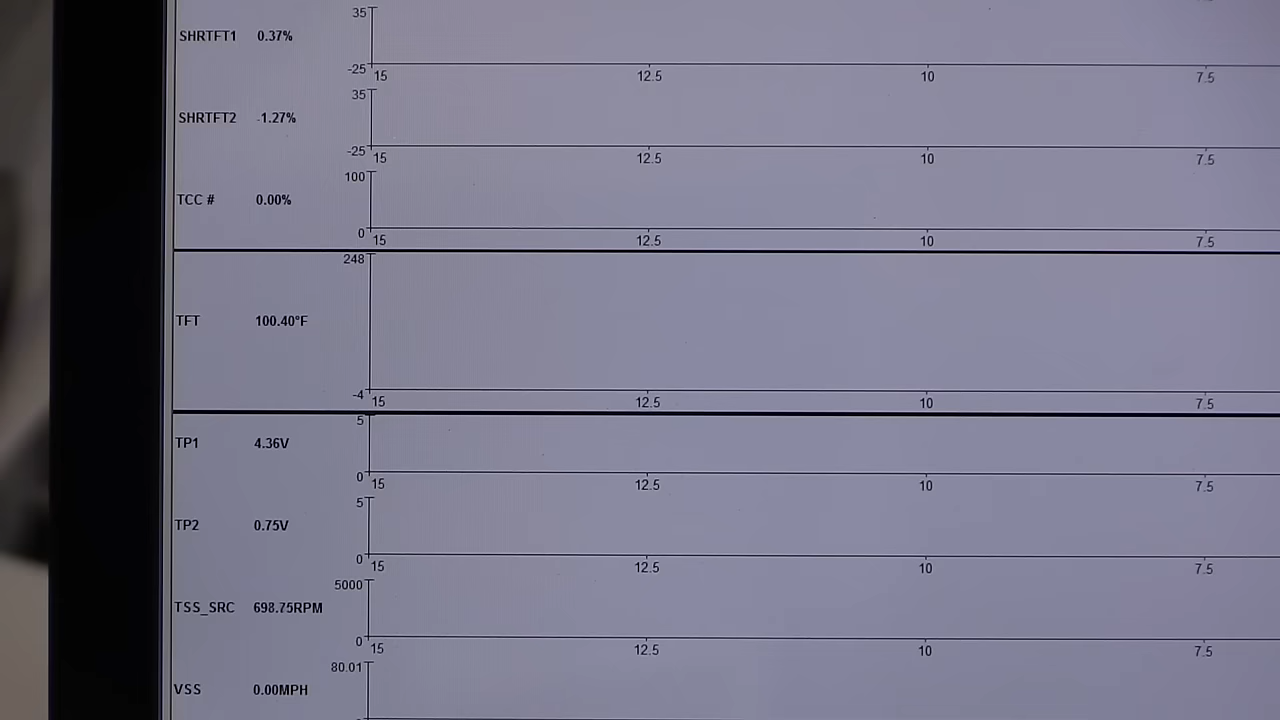 35
SHRTFT1 0.37%
-25
15 12.5 10 7.5
35
SHRTFT2 -1.27%
-25
15 12.5 10 7.5
100
TCC # 0.00%
0
15 12.5 10 7.5
248
TFT 100.40°F
-4
15 12.5 10 7.5
5
TP1 4.36V
0
15 12.5 10 7.5
5
TP2 0.75V
0
15 12.5 10 7.5
5000
TSS_SRC 698.75RPM
0
15 12.5 10 7.5
80.01
VSS 0.00MPH